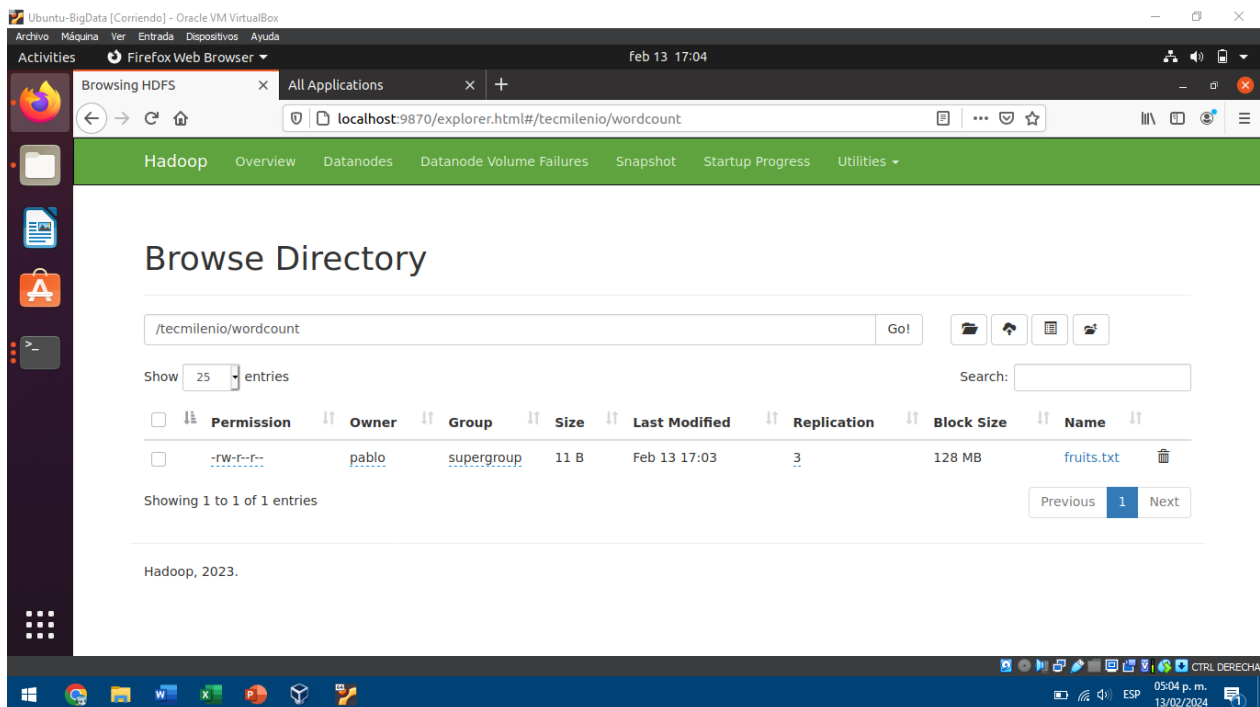 Ubuntu-BigData [Corriendo] - Oracle VM VirtualBox
Archivo Máquina Ver Entrada Dispositivos Ayuda
Activities Firefox Web Browser feb 13 17:04
Browsing HDFS All Applications
localhost:9870/explorer.html#/tecmilenio/wordcount
Hadoop Overview Datanodes Datanode Volume Failures Snapshot Startup Progress Utilities
Browse Directory
/tecmilenio/wordcount Go!
Show 25 entries Search:
Permission Owner Group Size Last Modified Replication Block Size Name
-rw-r--r-- pablo supergroup 11 B Feb 13 17:03 3 128 MB fruits.txt
Showing 1 to 1 of 1 entries Previous 1 Next
Hadoop, 2023.
CTRL DERECHA
ESP 05:04 p. m.
13/02/2024